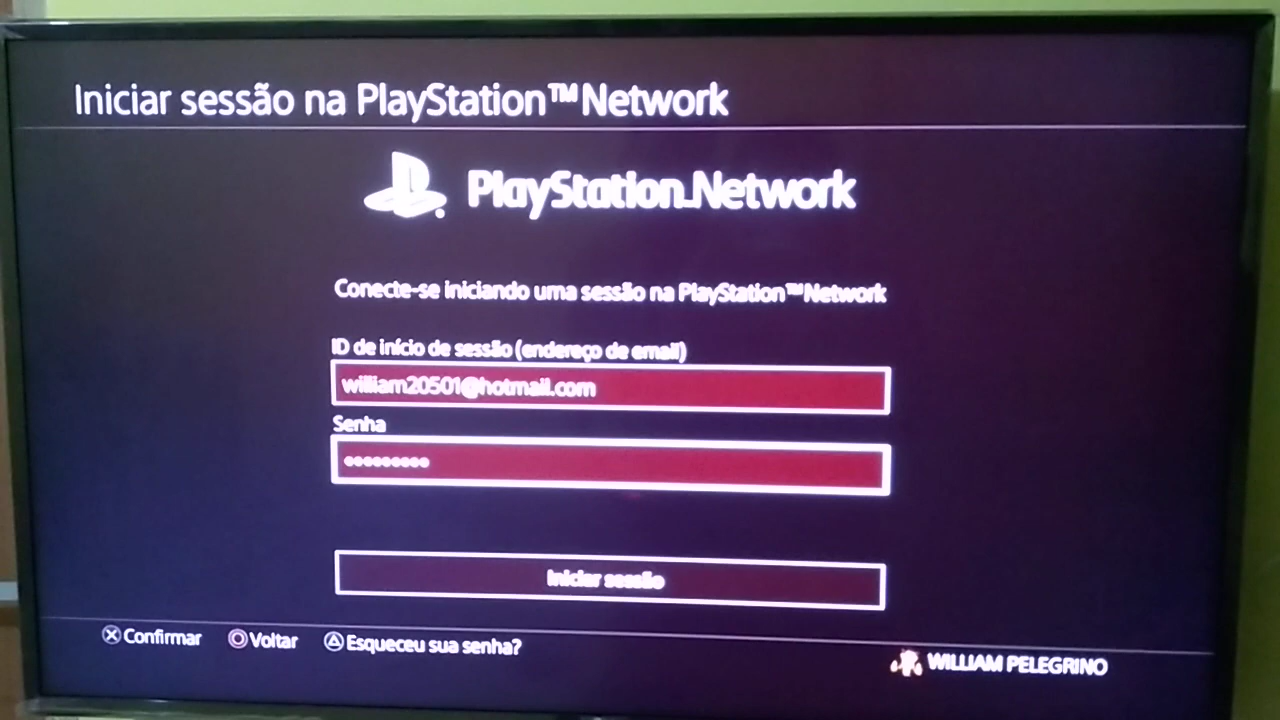 Iniciar sessão na PlayStation™Network
PlayStation.Network
Conecte-se iniciando uma sessão na PlayStation™Network
ID de início de sessão (endereço de email)
william20501@hotmail.com
Senha
•••••••••
Iniciar sessão
Confirmar Voltar Esqueceu sua senha?
WILLIAM PELEGRINO